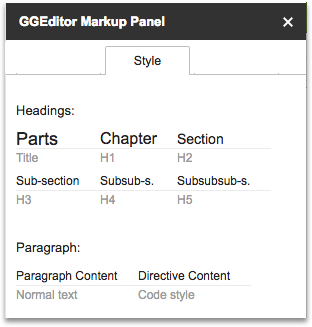 GGEditor Markup Panel ×
Style
Headings:
Parts Chapter Section
Title H1 H2
Sub-section Subsub-s. Subsubsub-s.
H3 H4 H5
Paragraph:
Paragraph Content Directive Content
Normal text Code style